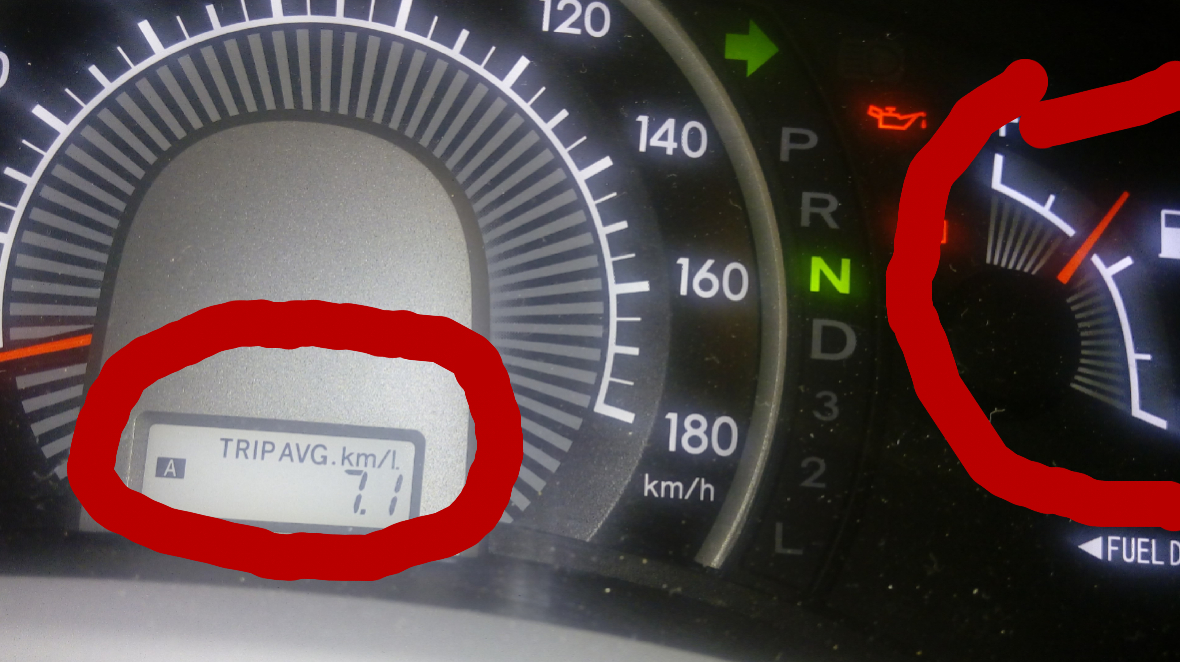 120
140
160
180
km/h
TRIP AVG. km/l
A
7.1
P
R
N
D
3
2
L
FUEL D